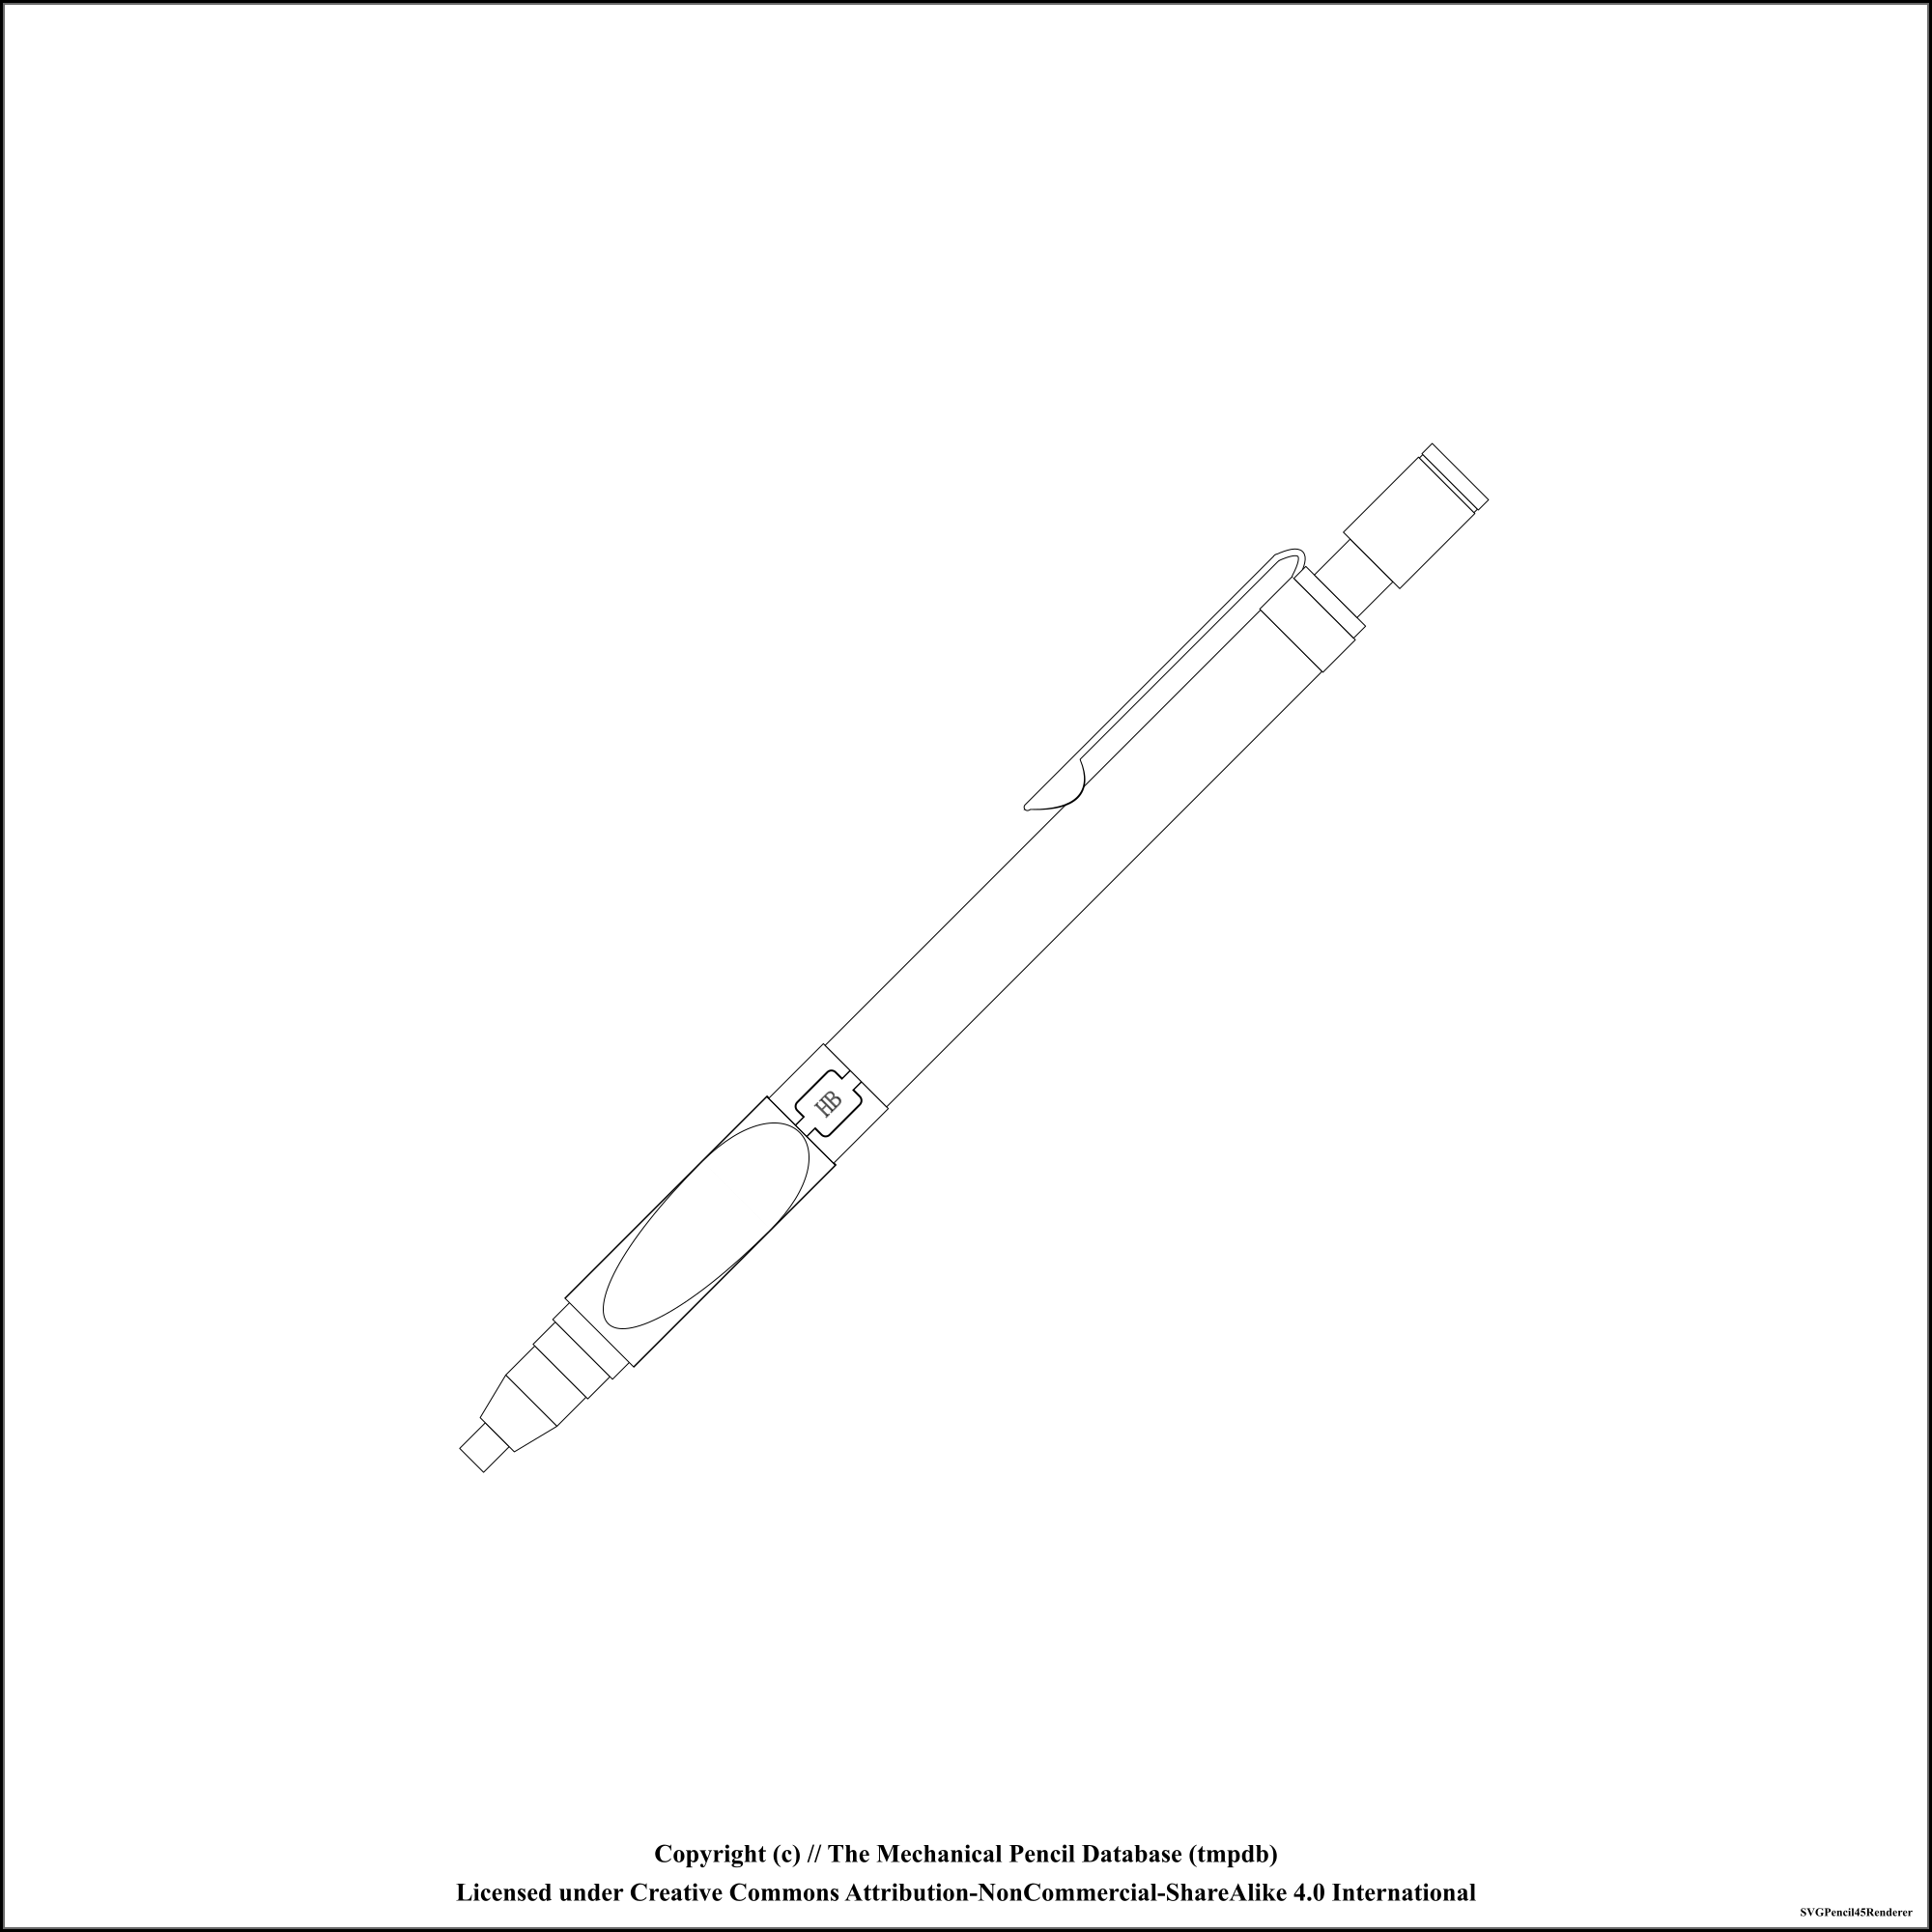 HB
Copyright (c) // The Mechanical Pencil Database (tmpdb)
Licensed under Creative Commons Attribution-NonCommercial-ShareAlike 4.0 International
SVGPencil45Renderer